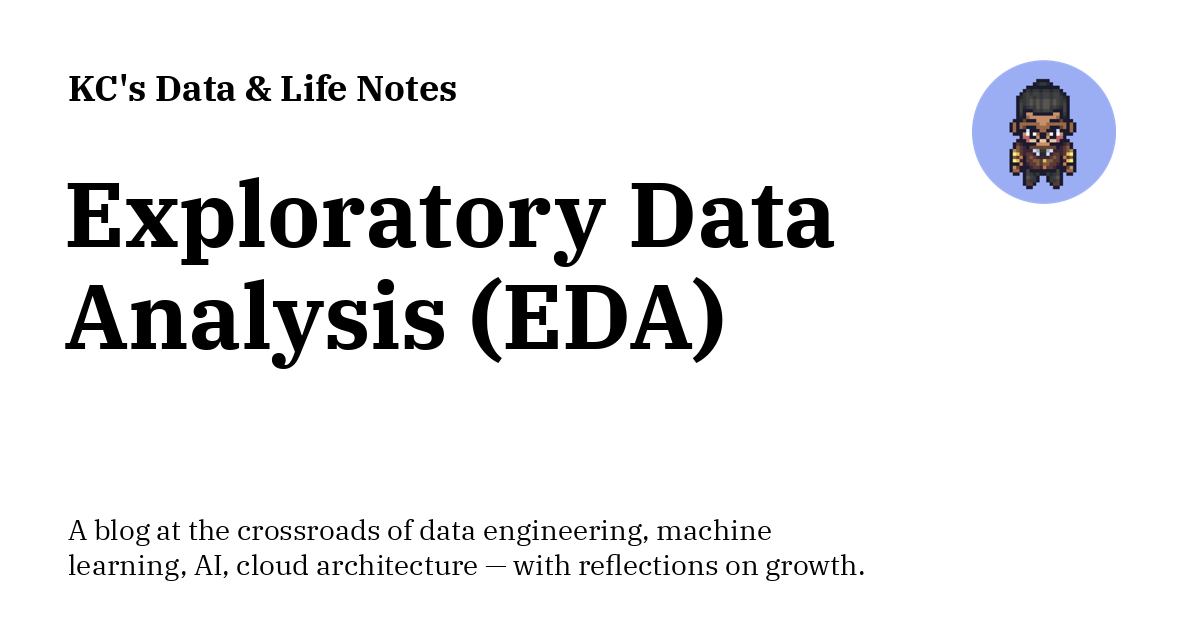 KC's Data & Life Notes
Exploratory Data
Analysis (EDA)
A blog at the crossroads of data engineering, machine
learning, AI, cloud architecture — with reflections on growth.